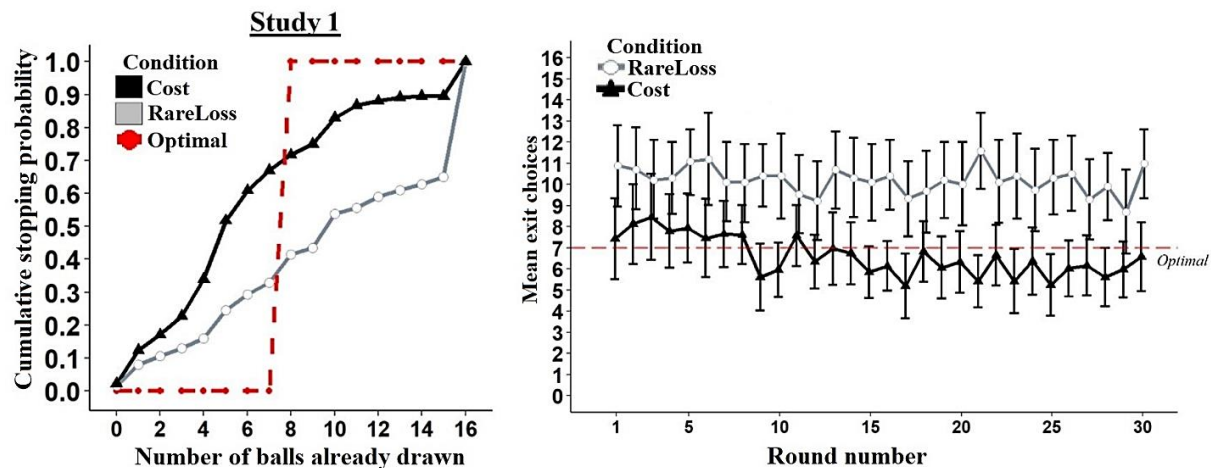 Study 1
Cumulative stopping probability
1.0
0.9
0.8
0.7
0.6
0.5
0.4
0.3
0.2
0.1
0.0
Condition
Cost
RareLoss
Optimal
0 2 4 6 8 10 12 14 16
Number of balls already drawn
Mean exit choices
16
15
14
13
12
11
10
9
8
7
6
5
4
3
2
1
0
Condition
RareLoss
Cost
Optimal
1 5 10 15 20 25 30
Round number